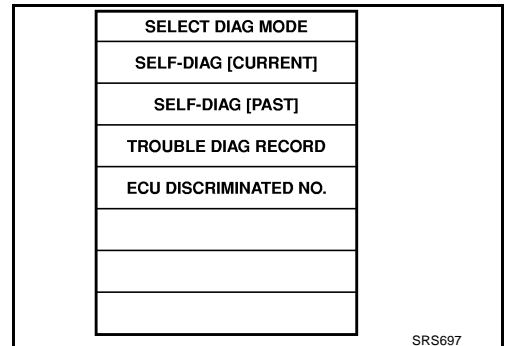 SELECT DIAG MODE
SELF-DIAG [CURRENT]
SELF-DIAG [PAST]
TROUBLE DIAG RECORD
ECU DISCRIMINATED NO.
SRS697